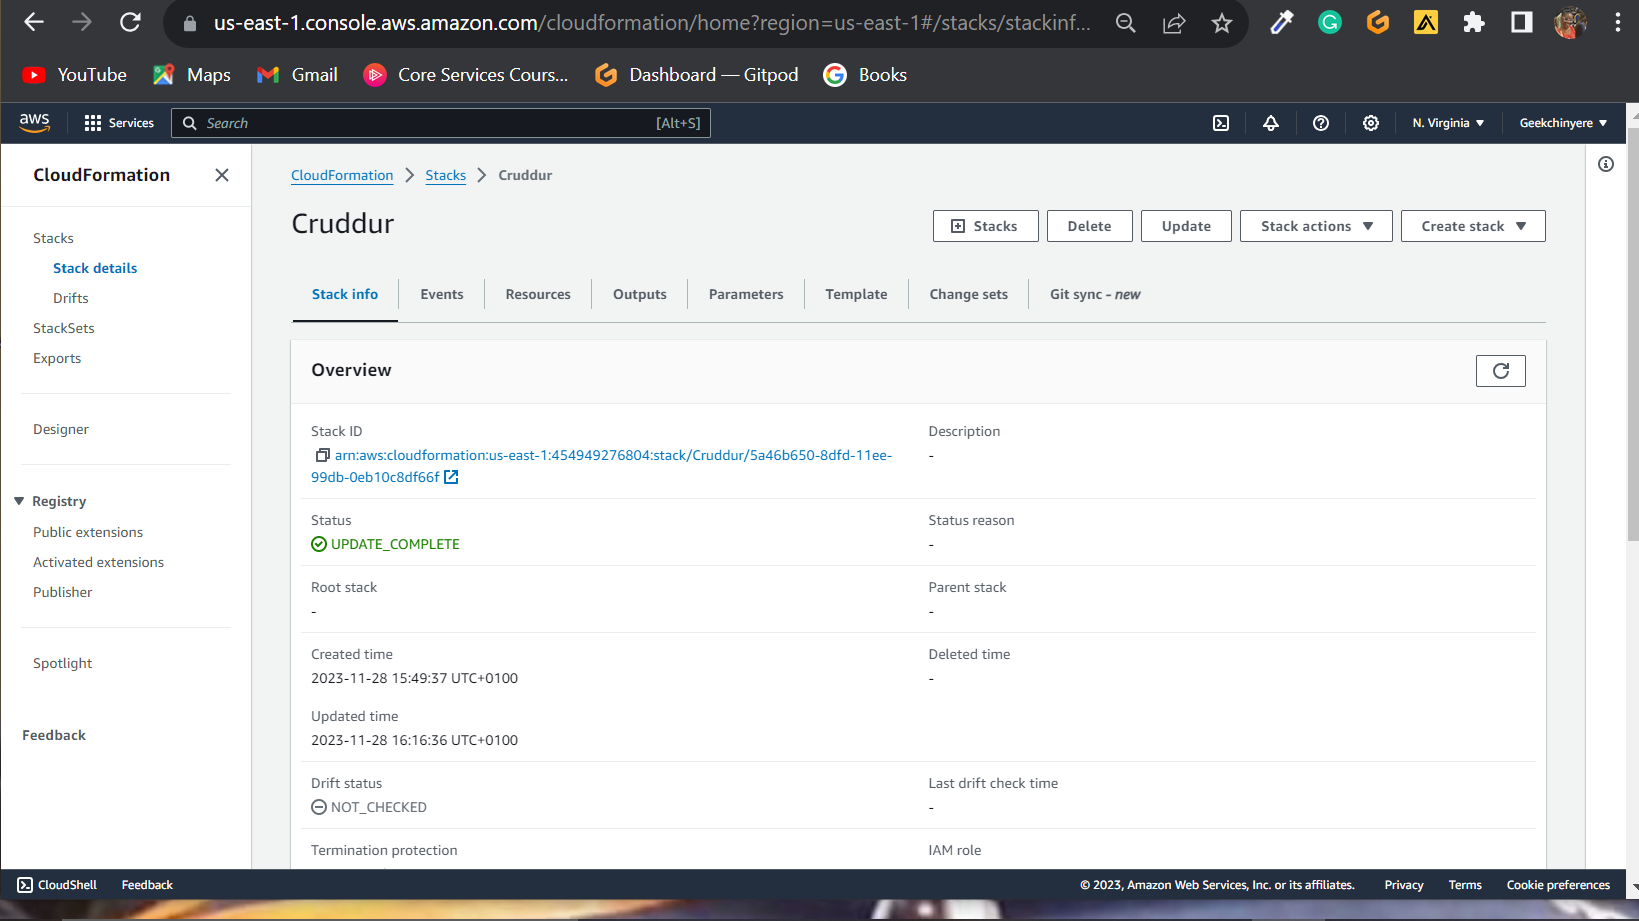 us-east-1.console.aws.amazon.com/cloudformation/home?region=us-east-1#/stacks/stackinf...
YouTube Maps Gmail Core Services Cours... Dashboard — Gitpod Books
aws Services Search [Alt+S] N. Virginia Geekchinyere
CloudFormation
Stacks
Stack details
Drifts
StackSets
Exports
Designer
Registry
Public extensions
Activated extensions
Publisher
Spotlight
Feedback
CloudFormation Stacks Cruddur
Cruddur
Stacks Delete Update Stack actions Create stack
Stack info Events Resources Outputs Parameters Template Change sets Git sync - new
Overview
Stack ID
arn:aws:cloudformation:us-east-1:454949276804:stack/Cruddur/5a46b650-8dfd-11ee-
99db-0eb10c8df66f
Description
-
Status
UPDATE_COMPLETE
Status reason
-
Root stack
-
Parent stack
-
Created time
2023-11-28 15:49:37 UTC+0100
Deleted time
-
Updated time
2023-11-28 16:16:36 UTC+0100
Drift status
NOT_CHECKED
Last drift check time
-
Termination protection
IAM role
CloudShell Feedback © 2023, Amazon Web Services, Inc. or its affiliates. Privacy Terms Cookie preferences